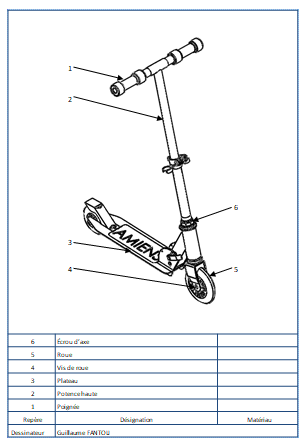 1
2
6
AMIENS
3
4
5
6 Écrou d'axe
5 Roue
4 Vis de roue
3 Plateau
2 Potence haute
1 Poignée
Repère Désignation Matériau
Dessinateur Guillaume FANTOU